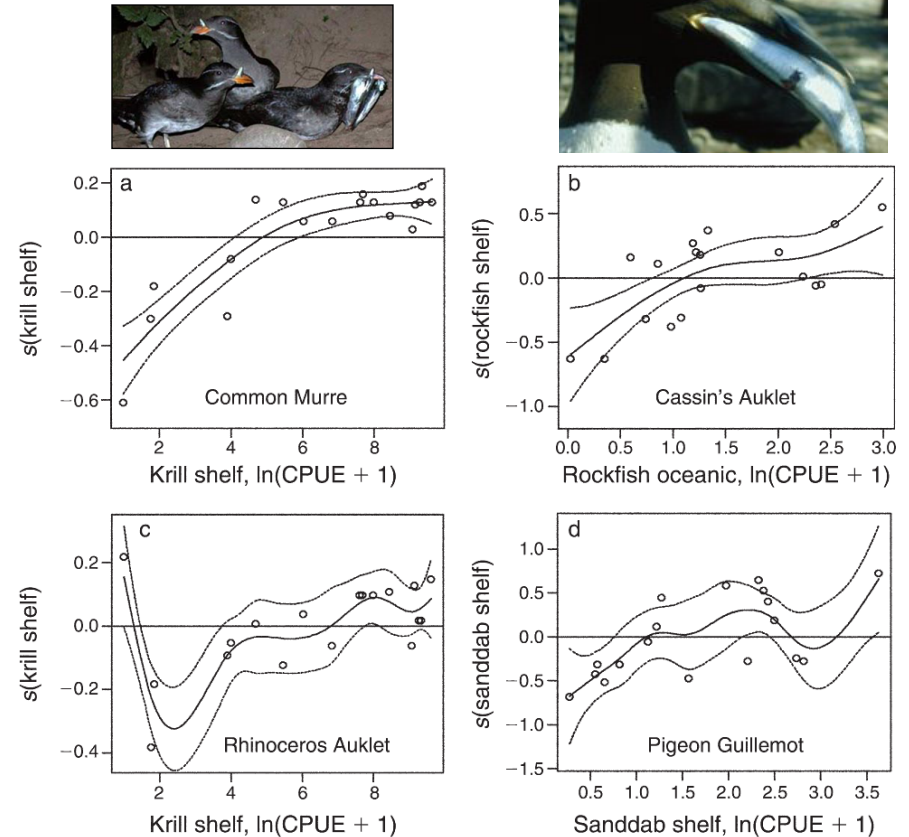 a
0.2
0.0
−0.2
−0.4
−0.6
s(krill shelf)
Common Murre
2 4 6 8
Krill shelf, ln(CPUE + 1)
b
0.5
0.0
−0.5
−1.0
s(rockfish shelf)
Cassin's Auklet
0.0 0.5 1.0 1.5 2.0 2.5 3.0
Rockfish oceanic, ln(CPUE + 1)
c
0.2
0.0
−0.2
−0.4
s(krill shelf)
Rhinoceros Auklet
2 4 6 8
Krill shelf, ln(CPUE + 1)
d
1.0
0.5
0.0
−0.5
−1.0
−1.5
s(sanddab shelf)
Pigeon Guillemot
0.5 1.0 1.5 2.0 2.5 3.0 3.5
Sanddab shelf, ln(CPUE + 1)